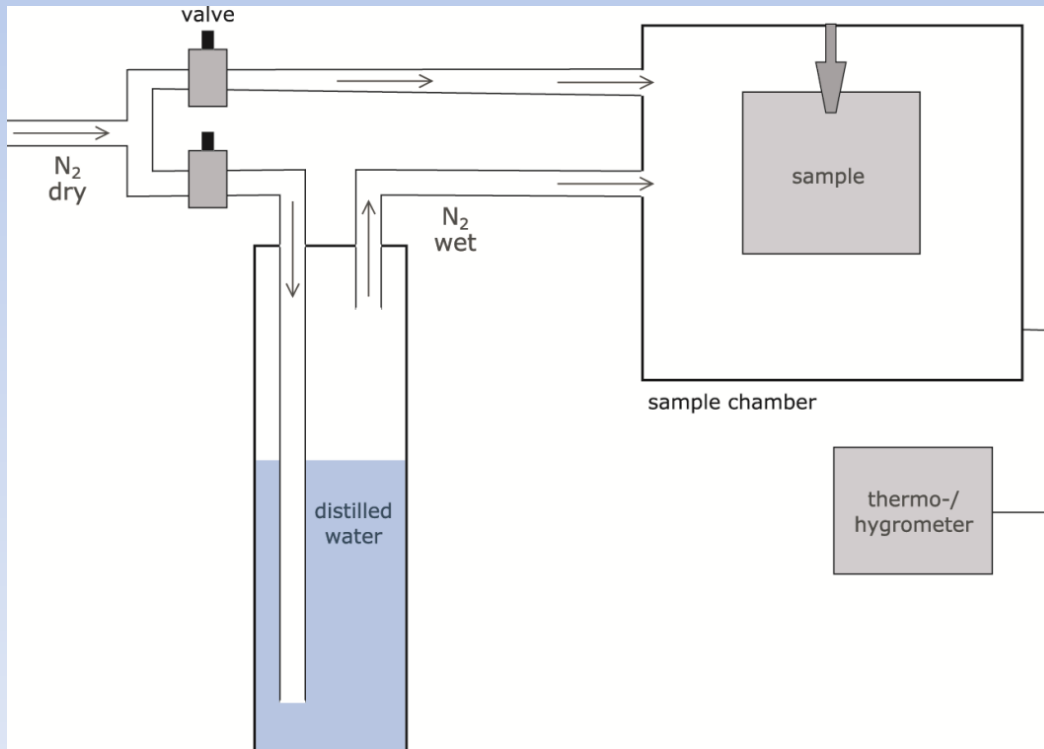 valve
N₂
dry
N₂
wet
sample
sample chamber
distilled
water
thermo-/
hygrometer